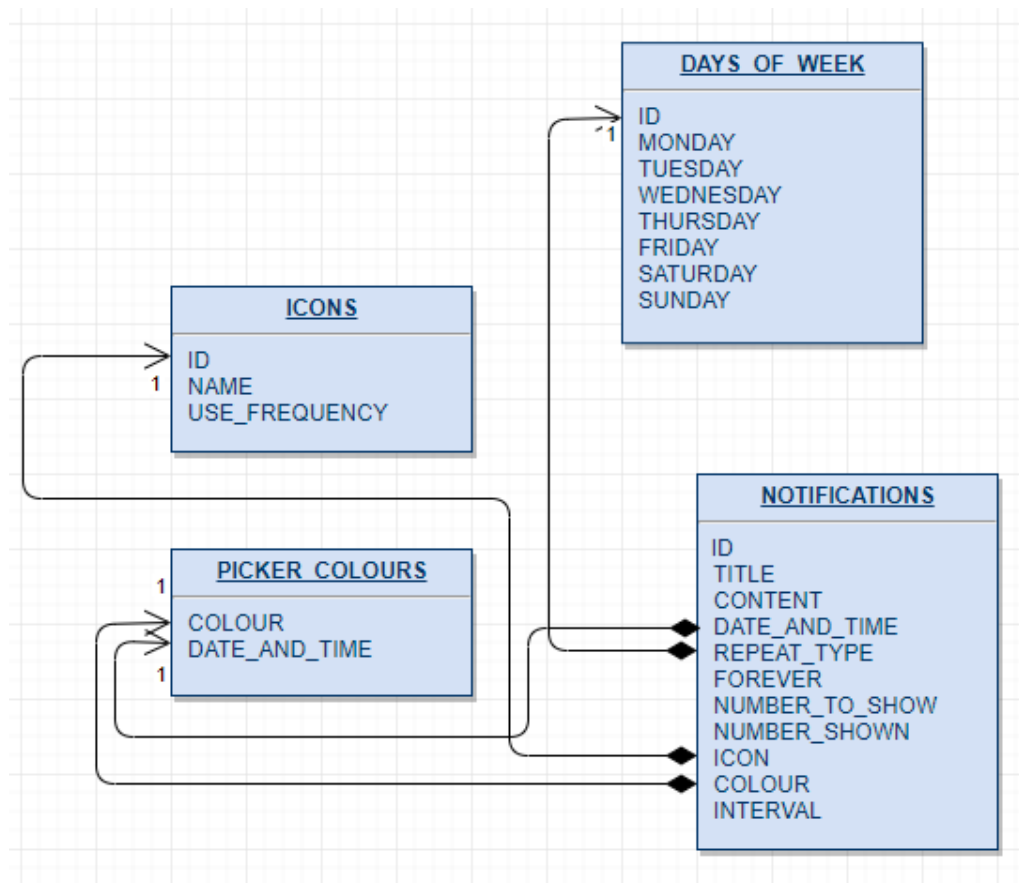 DAYS_OF_WEEK
ID
MONDAY
TUESDAY
WEDNESDAY
THURSDAY
FRIDAY
SATURDAY
SUNDAY
1
ICONS
ID
NAME
USE_FREQUENCY
1
PICKER_COLOURS
COLOUR
DATE_AND_TIME
1
1
NOTIFICATIONS
ID
TITLE
CONTENT
DATE_AND_TIME
REPEAT_TYPE
FOREVER
NUMBER_TO_SHOW
NUMBER_SHOWN
ICON
COLOUR
INTERVAL